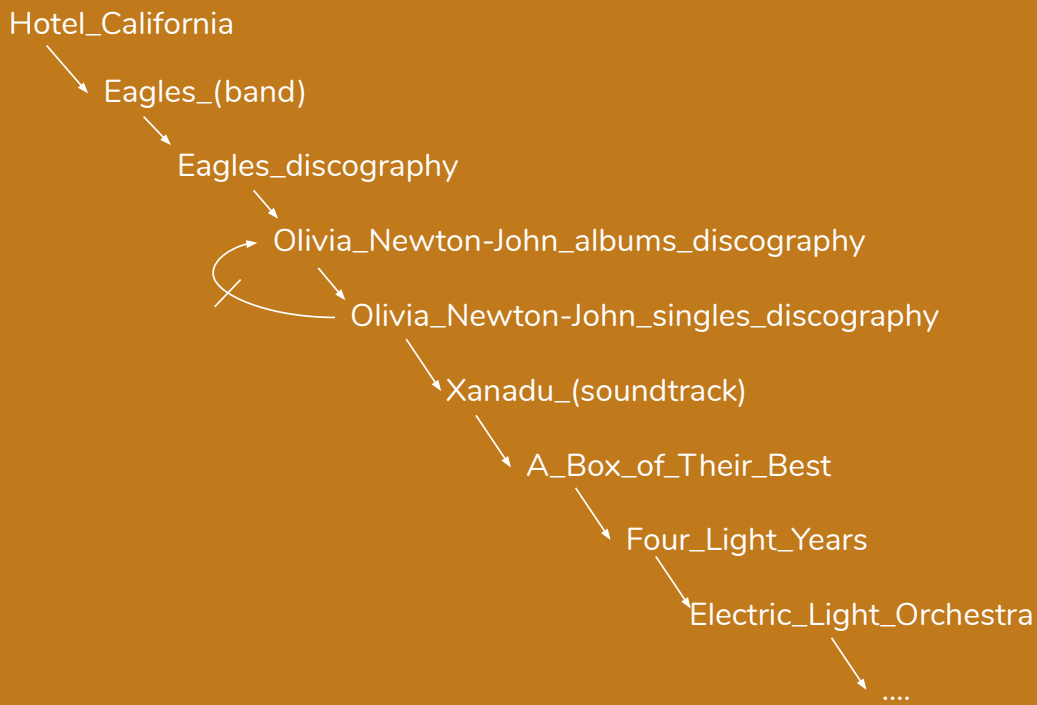 Hotel_California
Eagles_(band)
Eagles_discography
Olivia_Newton-John_albums_discography
Olivia_Newton-John_singles_discography
Xanadu_(soundtrack)
A_Box_of_Their_Best
Four_Light_Years
Electric_Light_Orchestra
....